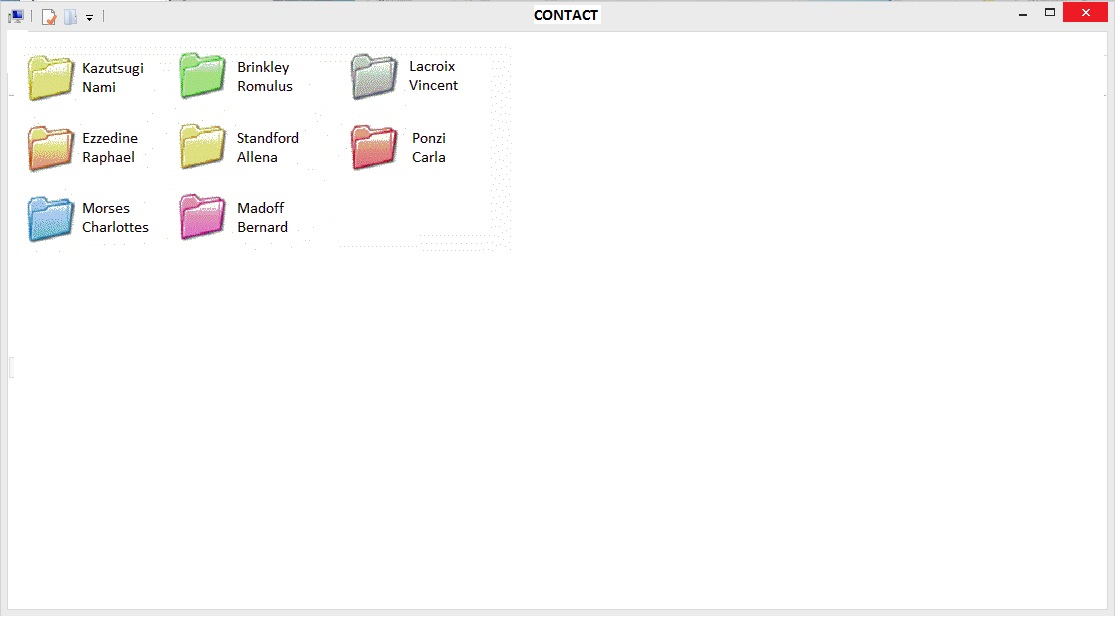 CONTACT
Kazutsugi
Nami
Brinkley
Romulus
Lacroix
Vincent
Ezzedine
Raphael
Standford
Allena
Ponzi
Carla
Morses
Charlottes
Madoff
Bernard